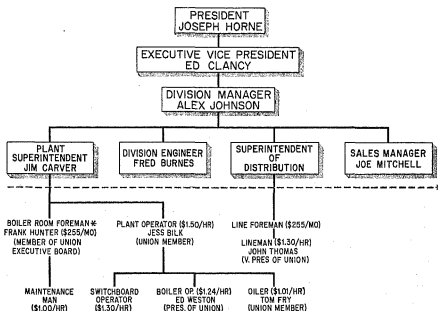 PRESIDENT
JOSEPH HORNE
EXECUTIVE VICE PRESIDENT
ED CLANCY
DIVISION MANAGER
ALEX JOHNSON
PLANT
SUPERINTENDENT
JIM CARVER
DIVISION ENGINEER
FRED BURNES
SUPERINTENDENT
OF
DISTRIBUTION
SALES MANAGER
JOE MITCHELL
BOILER ROOM FOREMAN*
FRANK HUNTER ($255/MO)
(MEMBER OF UNION
EXECUTIVE BOARD)
PLANT OPERATOR ($1.50/HR)
JESS BILK
(UNION MEMBER)
LINE FOREMAN ($255/MO)
LINEMAN ($1.30/HR)
JOHN THOMAS
(V. PRES OF UNION)
MAINTENANCE
MAN
($1.00/HR)
SWITCHBOARD
OPERATOR
($1.30/HR)
BOILER OP. ($1.24/HR)
ED WESTON
(PRES. OF UNION)
OILER ($1.01/HR)
TOM FRY
(UNION MEMBER)